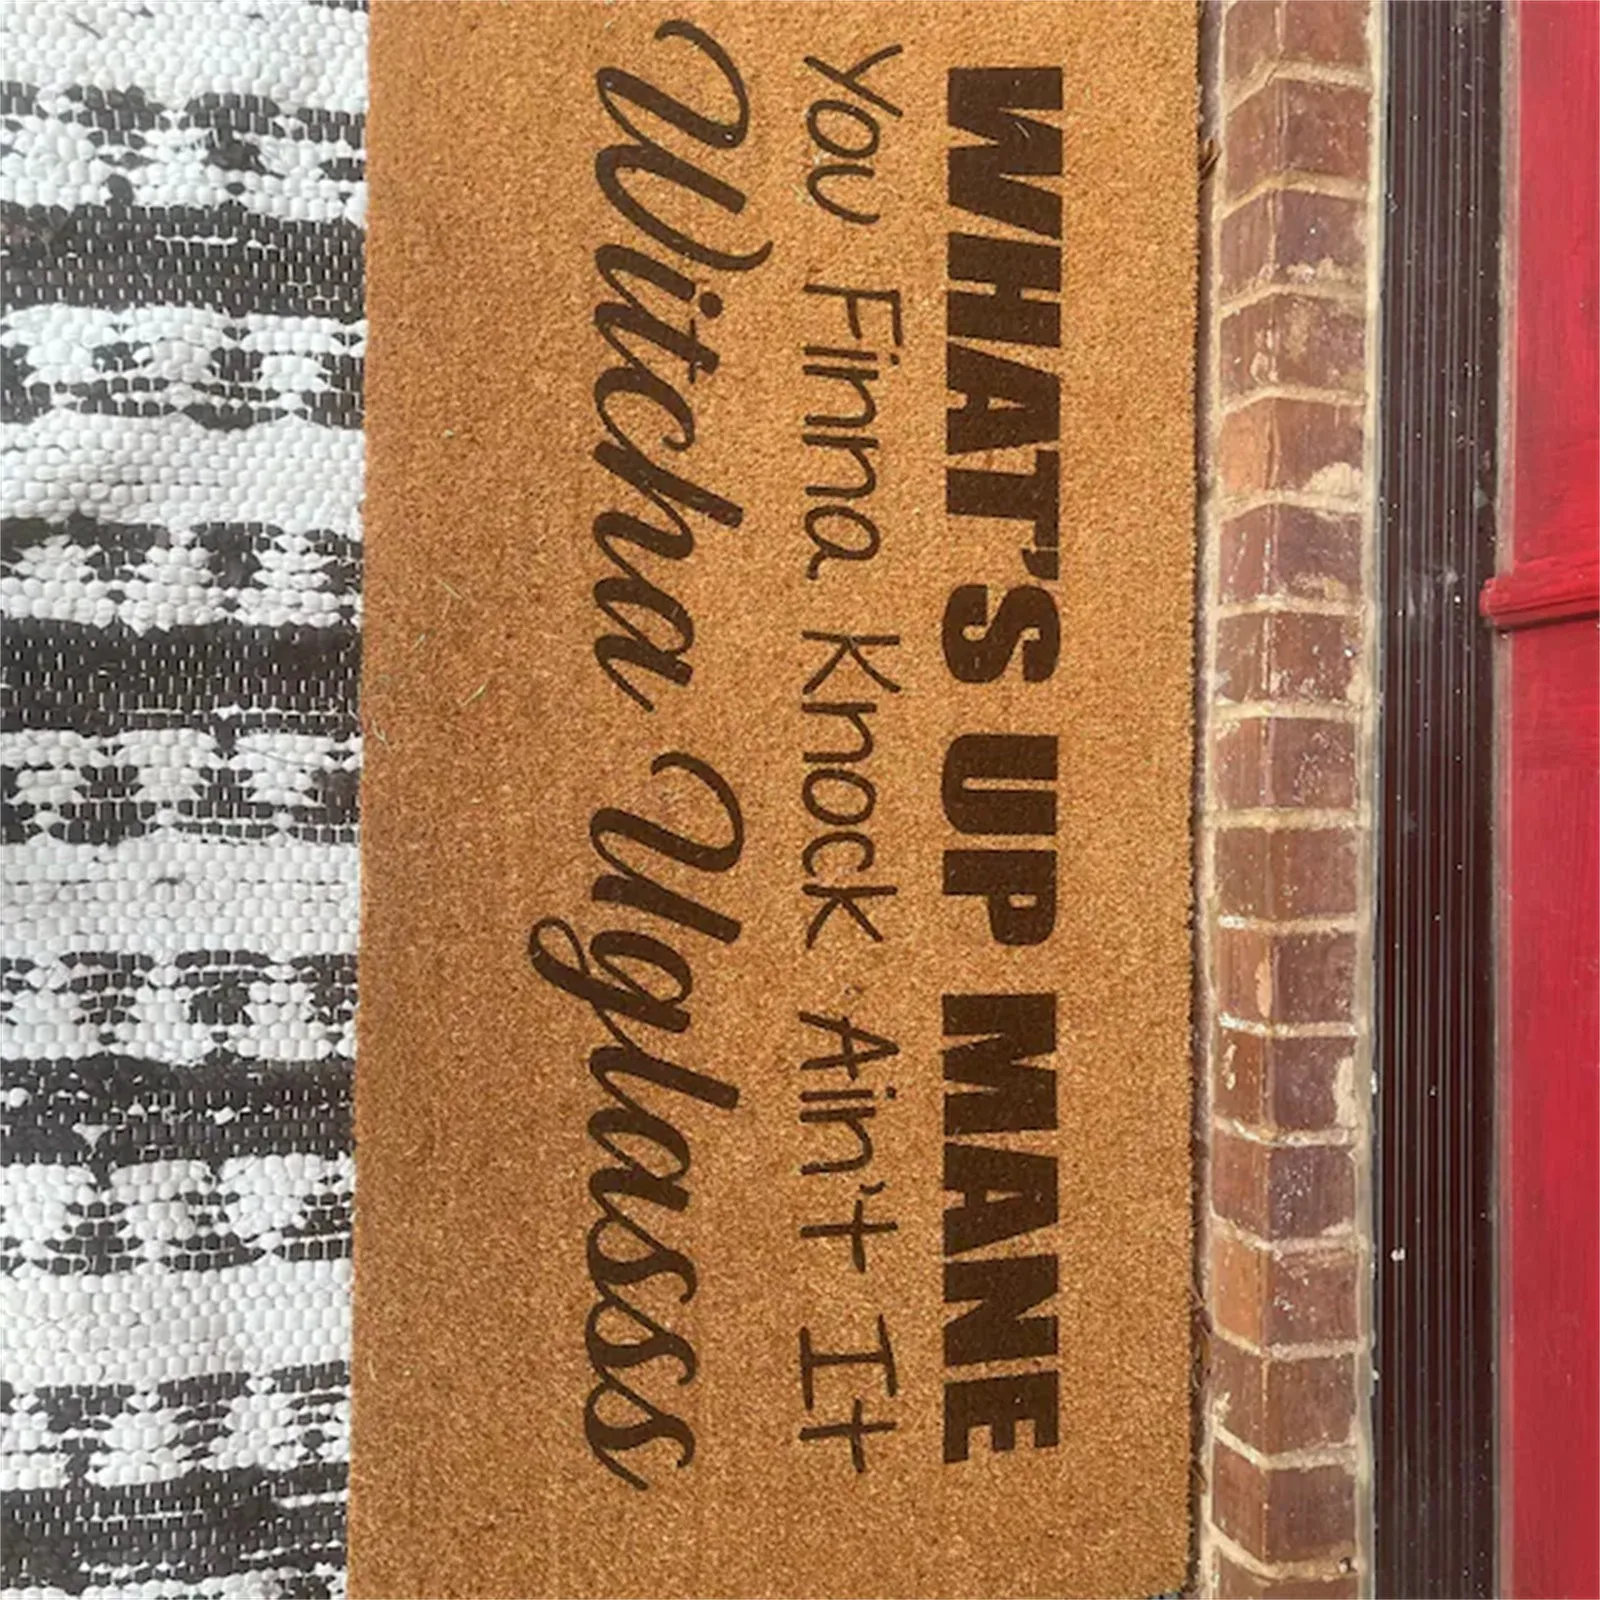 WHAT'S UP MANE
You Finna Knock Ain't It
Witcha Uglass